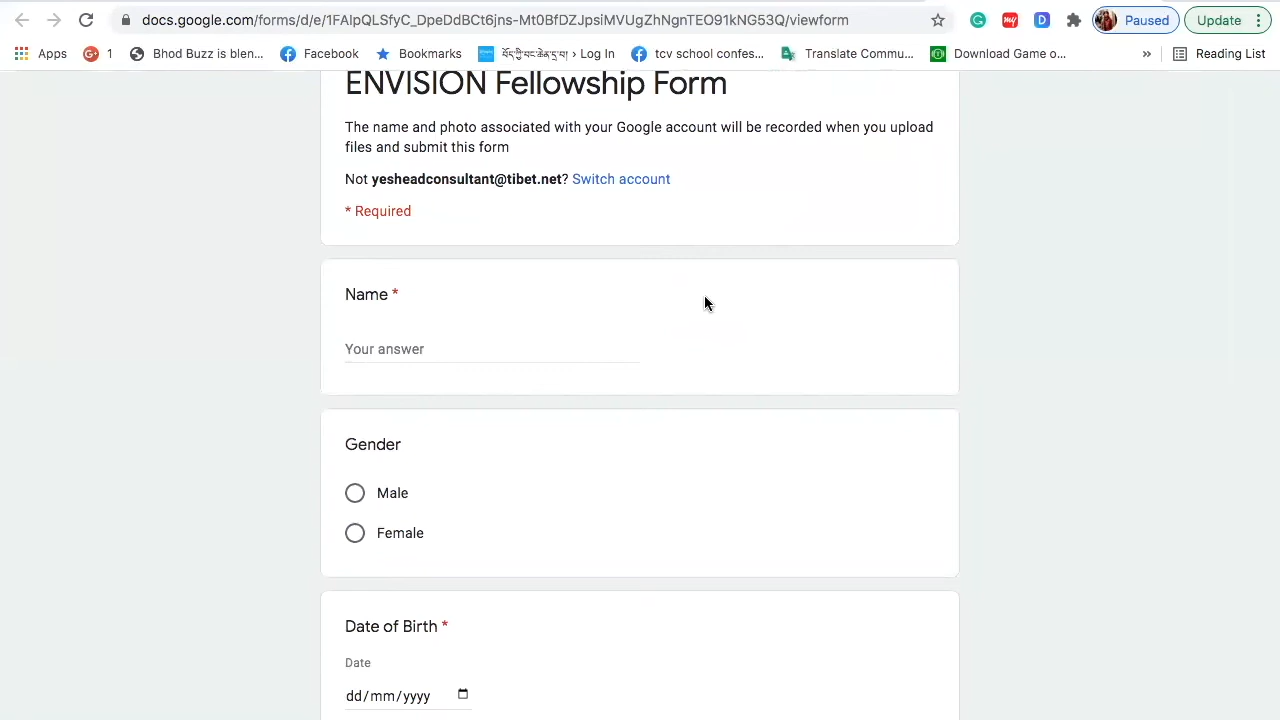 docs.google.com/forms/d/e/1FAIpQLSfyC_DpeDdBCt6jns-Mt0BfDZJpsiMVUgZhNgnTEO91kNG53Q/viewform
Paused
Update
Apps
1
Bhod Buzz is blen...
Facebook
Bookmarks
བོད་ཀྱི་བང་ཆེན་དྲ་བ། › Log In
tcv school confes...
Translate Commu...
Download Game o...
»
Reading List
ENVISION Fellowship Form
The name and photo associated with your Google account will be recorded when you upload
files and submit this form
Not yesheadconsultant@tibet.net? Switch account
* Required
Name *
Your answer
Gender
Male
Female
Date of Birth *
Date
dd/mm/yyyy